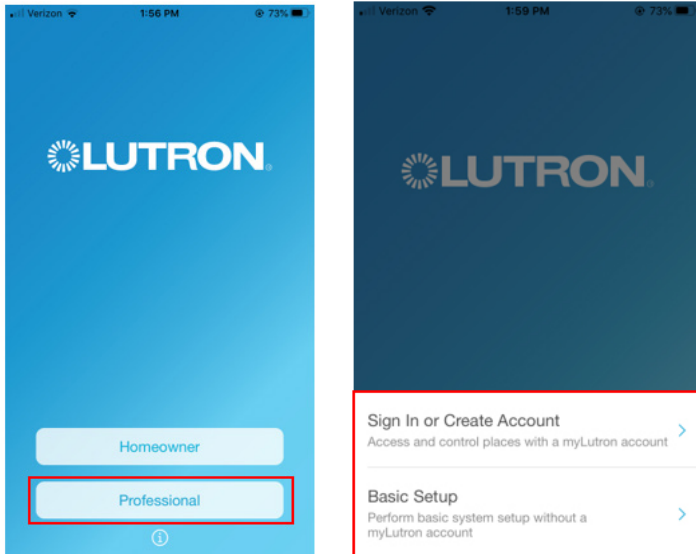 Verizon 1:56 PM 73%
LUTRON
Homeowner
Professional
Verizon 1:59 PM 73%
LUTRON
Sign In or Create Account
Access and control places with a myLutron account
Basic Setup
Perform basic system setup without a
myLutron account